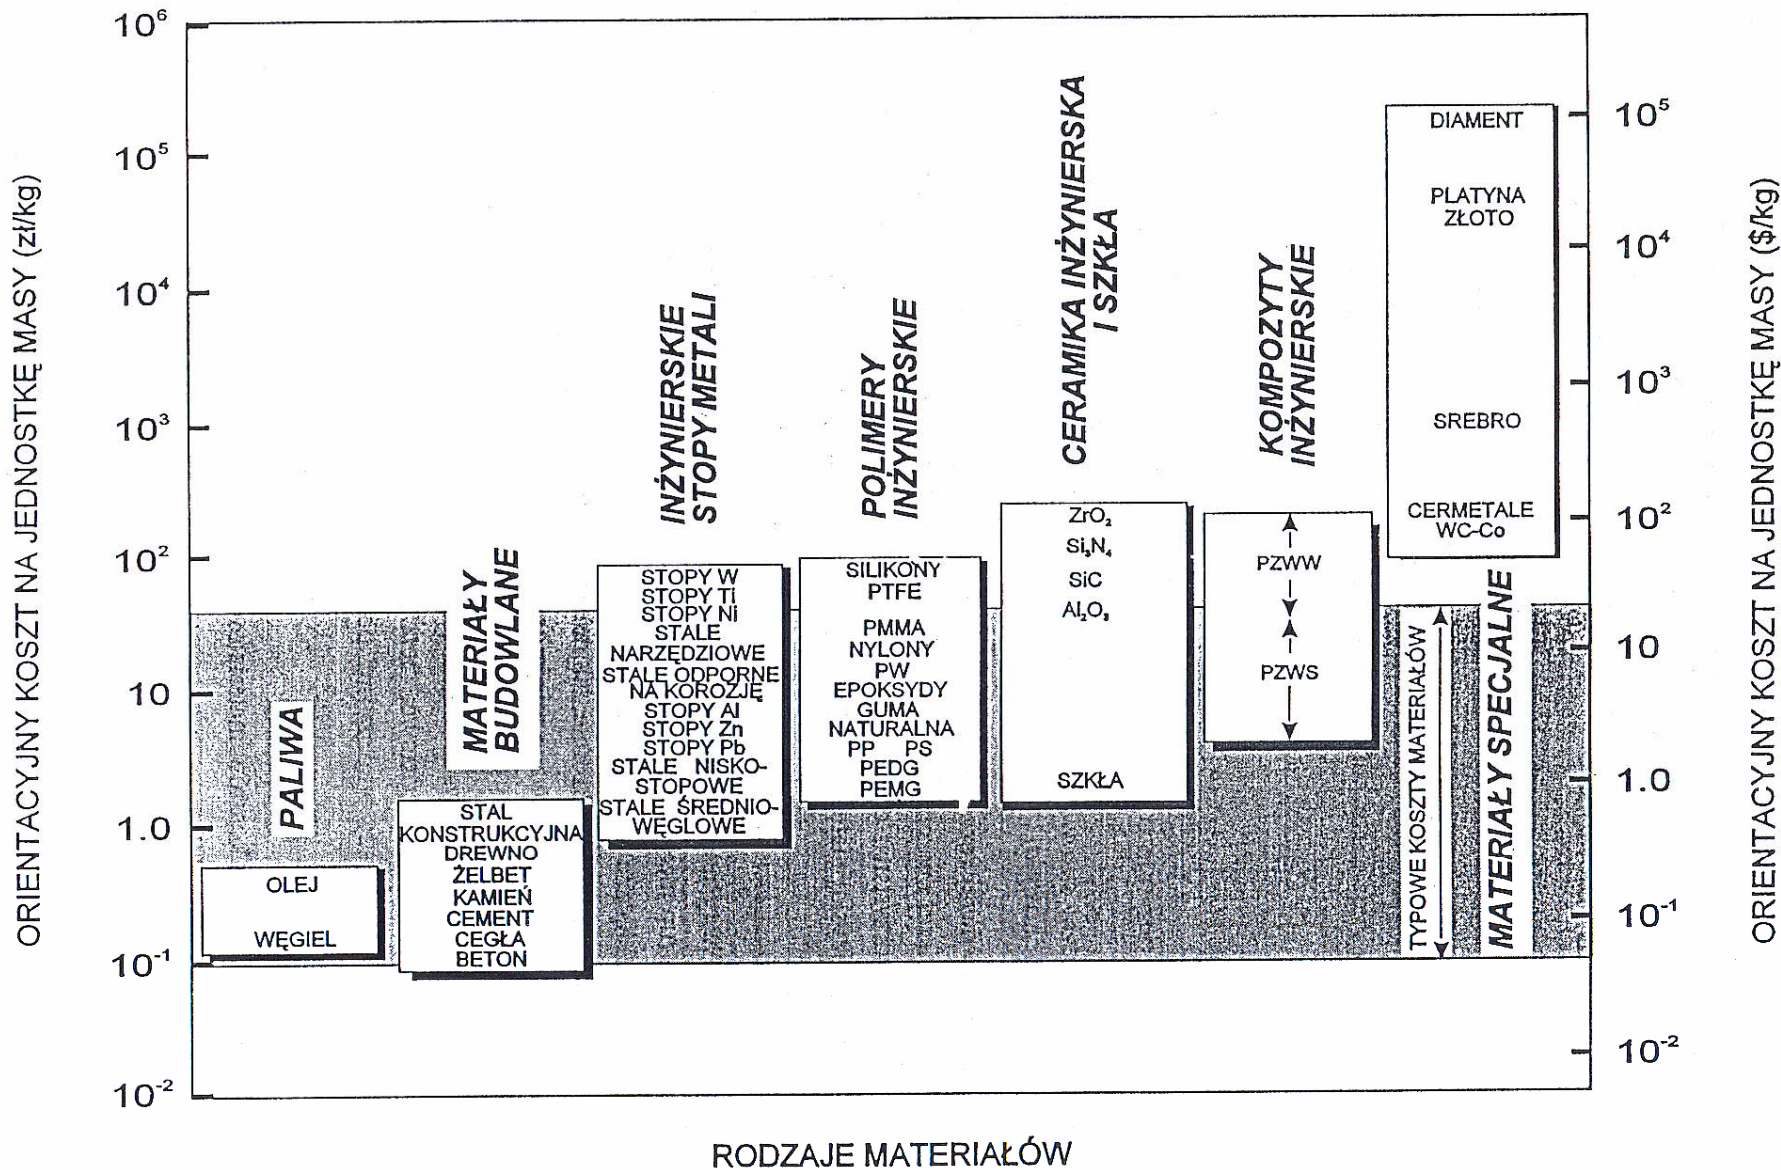 ORIENTACYJNY KOSZT NA JEDNOSTKĘ MASY (zł/kg)
10⁶
10⁵
10⁴
10³
10²
10
1.0
10⁻¹
10⁻²
PALIWA
OLEJ
WĘGIEL
MATERIAŁY
BUDOWLANE
STAL
KONSTRUKCYJNA
DREWNO
ŻELBET
KAMIEŃ
CEMENT
CEGŁA
BETON
INŻYNIERSKIE
STOPY METALI
STOPY W
STOPY Ti
STOPY Ni
STALE
NARZĘDZIOWE
STALE ODPORNE
NA KOROZJĘ
STOPY Al
STOPY Zn
STOPY Pb
STALE NISKO-
STOPOWE
STALE ŚREDNIO-
WĘGLOWE
POLIMERY
INŻYNIERSKIE
SILIKONY
PTFE
PMMA
NYLONY
PW
EPOKSYDY
GUMA
NATURALNA
PP PS
PEDG
PEMG
CERAMIKA INŻYNIERSKA
I SZKŁA
ZrO₂
Si₃N₄
SiC
Al₂O₃
SZKŁA
KOMPOZYTY
INŻYNIERSKIE
PZWW
PZWS
DIAMENT
PLATYNA
ZŁOTO
SREBRO
CERMETALE
WC-Co
TYPOWE KOSZTY MATERIAŁÓW
MATERIAŁY SPECJALNE
10⁵
10⁴
10³
10²
10
1.0
10⁻¹
10⁻²
ORIENTACYJNY KOSZT NA JEDNOSTKĘ MASY ($/kg)
RODZAJE MATERIAŁÓW